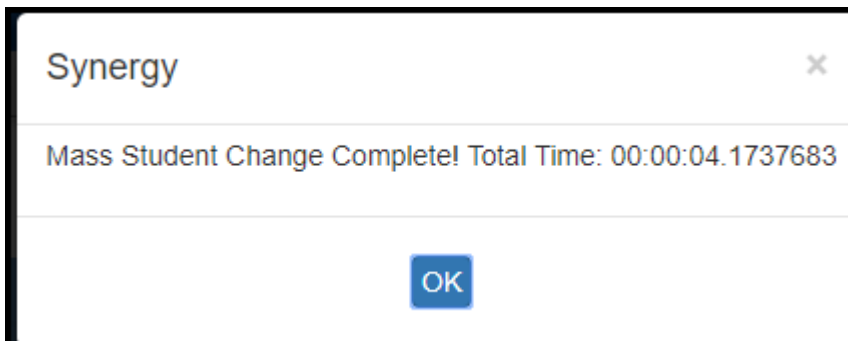 Synergy
×
Mass Student Change Complete! Total Time: 00:00:04.1737683
OK